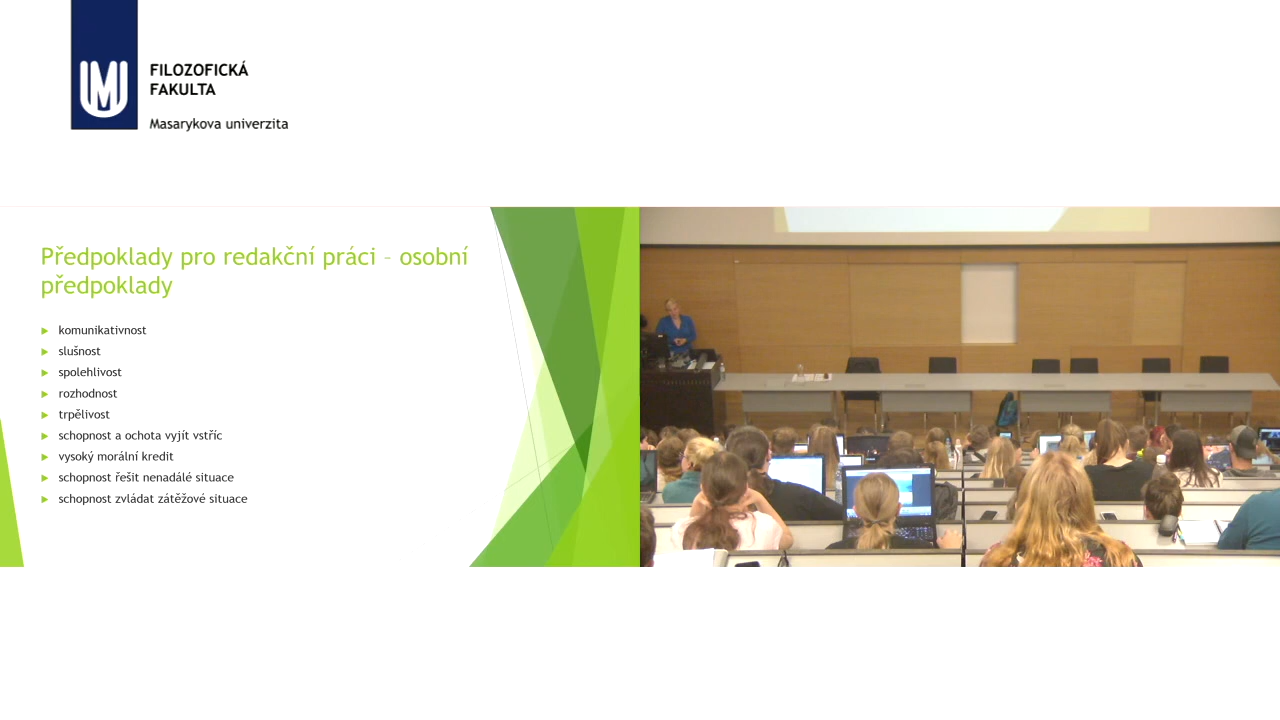 FILOZOFICKÁ
FAKULTA
Masarykova univerzita
Předpoklady pro redakční práci – osobní
předpoklady
komunikativnost
slušnost
spolehlivost
rozhodnost
trpělivost
schopnost a ochota vyjít vstříc
vysoký morální kredit
schopnost řešit nenadálé situace
schopnost zvládat zátěžové situace